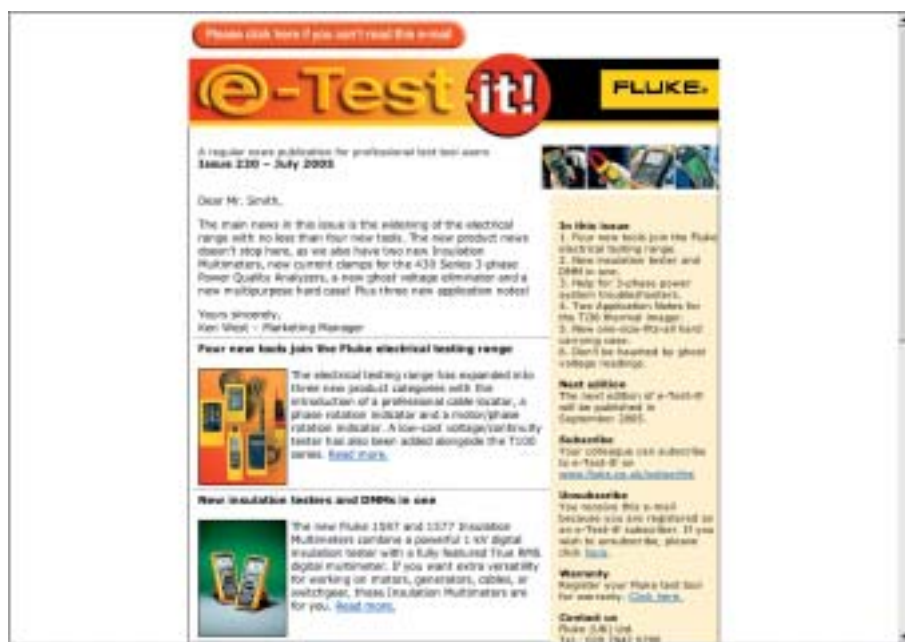 Please click here if you can't read this e-mail
e-Test-it!
FLUKE®
A regular news publication for professional test tool users
Issue 230 – July 2005
Dear Mr. Smith,
The main news in this issue is the widening of the electrical
range with no less than four new tools. The new product news
doesn't stop here, as we also have two new Insulation
Multimeters, new current clamps for the 430 Series 3-phase
Power Quality Analyzers, a new ghost voltage eliminator and a
new multipurpose hard case! Plus three new application notes!
Yours sincerely,
Ken West – Marketing Manager
Four new tools join the Fluke electrical testing range
The electrical testing range has expanded into
three new product categories with the
introduction of a professional cable locator, a
phase rotation indicator and a motor/phase
rotation indicator. A low-cost voltage/continuity
tester has also been added alongside the T100
series. Read more.
New insulation testers and DMMs in one
The new Fluke 1587 and 1577 Insulation
Multimeters combine a powerful 1 kV digital
insulation tester with a fully featured True RMS
digital multimeter. If you want extra versatility
for working on motors, generators, cables, or
switchgear, those Insulation Multimeters are
for you. Read more.
In this issue
1. Four new tools join the Fluke
electrical testing range.
2. New insulation tester and
DMM in one.
3. Help for 3-phase power
system troubleshooters.
4. Two Application Notes for
the Ti30 thermal imager.
5. New one-size-fits-all hard
carrying case.
6. Don't be haunted by ghost
voltage readings.
Next edition
The next edition of e-Test-it!
will be published in
September 2005.
Subscribe
Your colleague can subscribe
to e-Test-it! on
www.fluke.co.uk/subscribe
Unsubscribe
You receive this e-mail
because you are registered as
an e-Test-it! subscriber. If you
wish to unsubscribe, please
click here.
Warranty
Register your Fluke test tool
for warranty. Click here.
Contact us
Fluke (UK) Ltd.